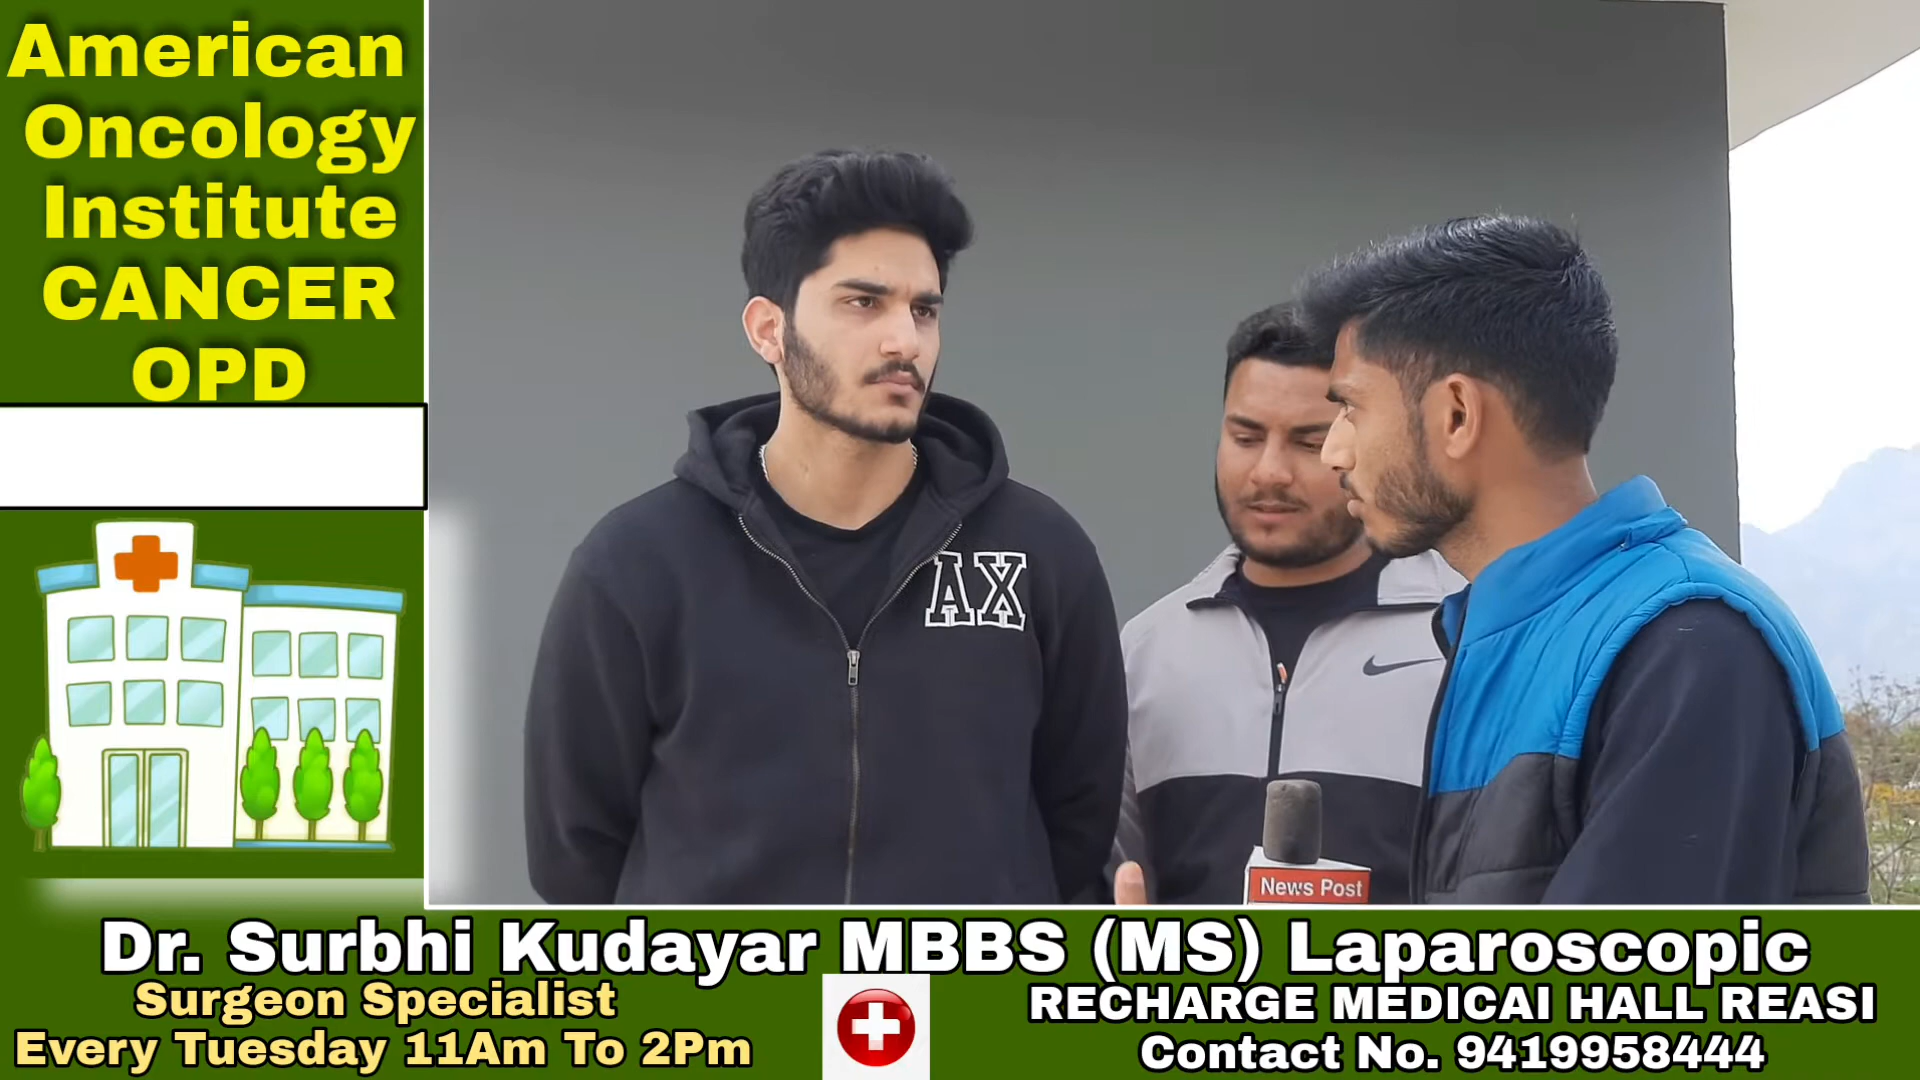 American
Oncology
Institute
CANCER
OPD
AX
News Post
Dr. Surbhi Kudayar MBBS (MS) Laparoscopic
Surgeon Specialist
Every Tuesday 11Am To 2Pm
RECHARGE MEDICAI HALL REASI
Contact No. 9419958444